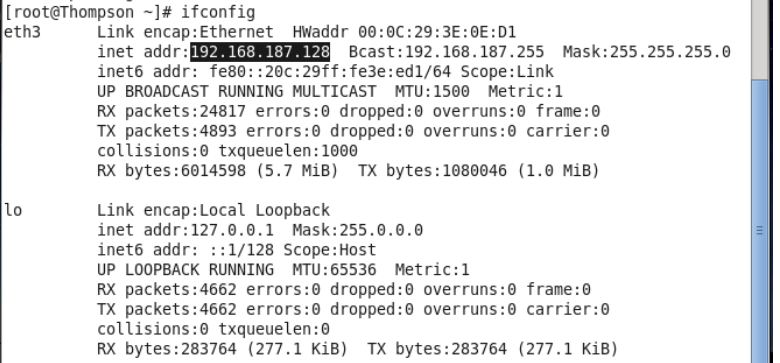 [root@Thompson ~]# ifconfig
eth3      Link encap:Ethernet  HWaddr 00:0C:29:3E:0E:D1
          inet addr:192.168.187.128  Bcast:192.168.187.255  Mask:255.255.255.0
          inet6 addr: fe80::20c:29ff:fe3e:ed1/64 Scope:Link
          UP BROADCAST RUNNING MULTICAST  MTU:1500  Metric:1
          RX packets:24817 errors:0 dropped:0 overruns:0 frame:0
          TX packets:4893 errors:0 dropped:0 overruns:0 carrier:0
          collisions:0 txqueuelen:1000
          RX bytes:6014598 (5.7 MiB)  TX bytes:1080046 (1.0 MiB)

lo        Link encap:Local Loopback
          inet addr:127.0.0.1  Mask:255.0.0.0
          inet6 addr: ::1/128 Scope:Host
          UP LOOPBACK RUNNING  MTU:65536  Metric:1
          RX packets:4662 errors:0 dropped:0 overruns:0 frame:0
          TX packets:4662 errors:0 dropped:0 overruns:0 carrier:0
          collisions:0 txqueuelen:0
          RX bytes:283764 (277.1 KiB)  TX bytes:283764 (277.1 KiB)